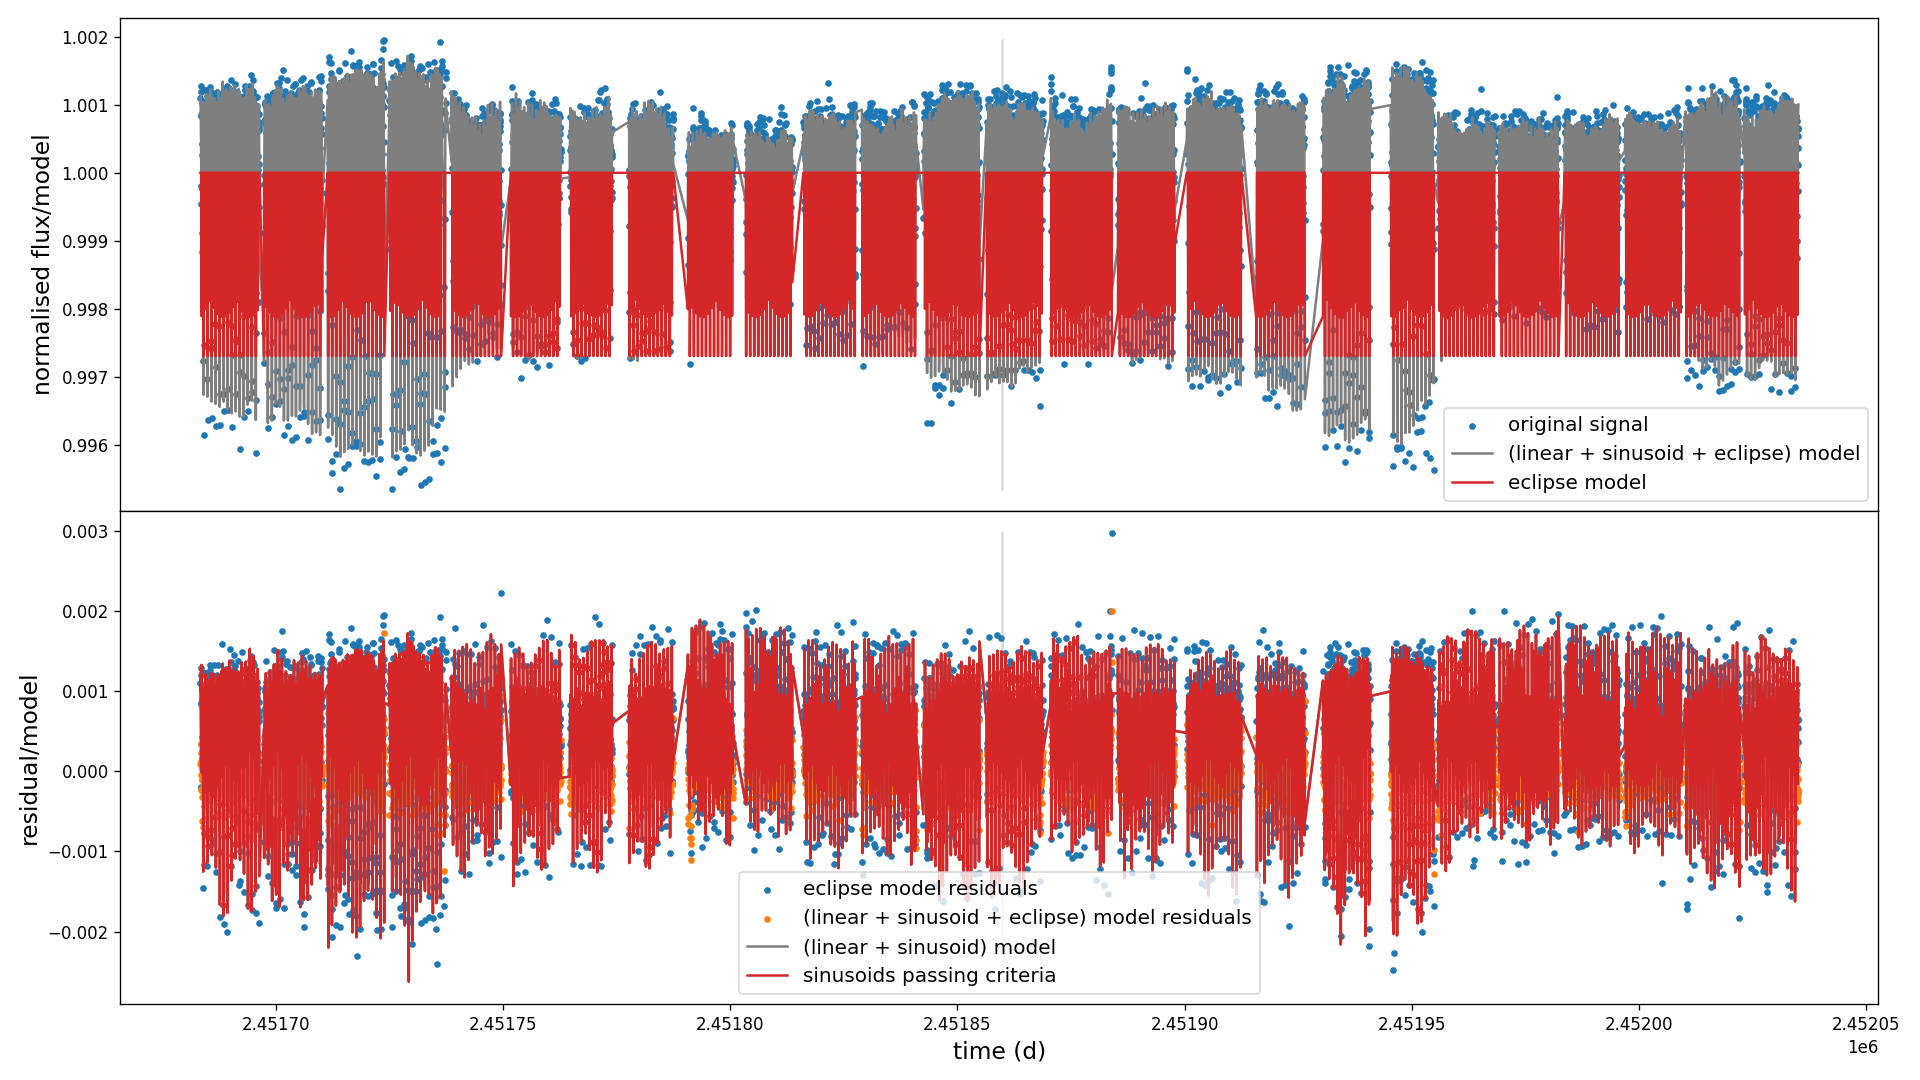 1.002
1.001
1.000
0.999
0.998
0.997
0.996
normalised flux/model
original signal
(linear + sinusoid + eclipse) model
eclipse model
0.003
0.002
0.001
0.000
−0.001
−0.002
residual/model
eclipse model residuals
(linear + sinusoid + eclipse) model residuals
(linear + sinusoid) model
sinusoids passing criteria
2.45170 2.45175 2.45180 2.45185 2.45190 2.45195 2.45200 2.45205
1e6
time (d)